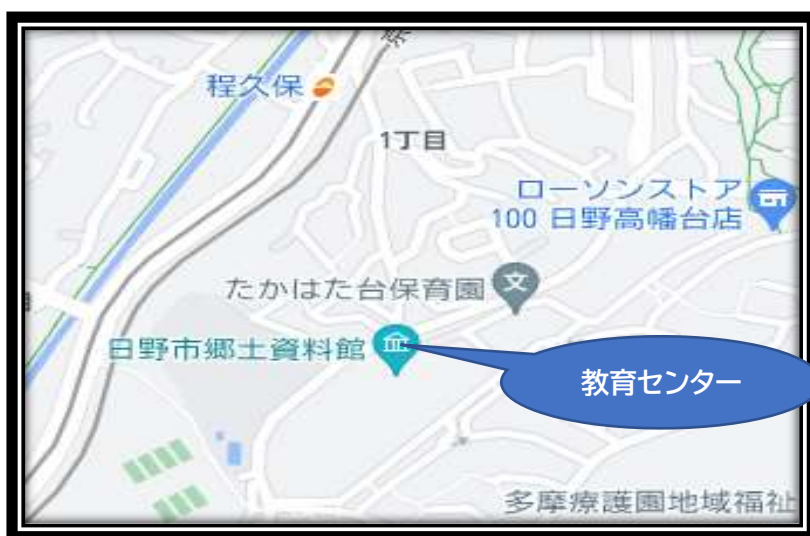 程久保
1丁目
ローソンストア
100 日野高幡台店
たかはた台保育園
日野市郷土資料館
教育センター
多摩療護園地域福祉